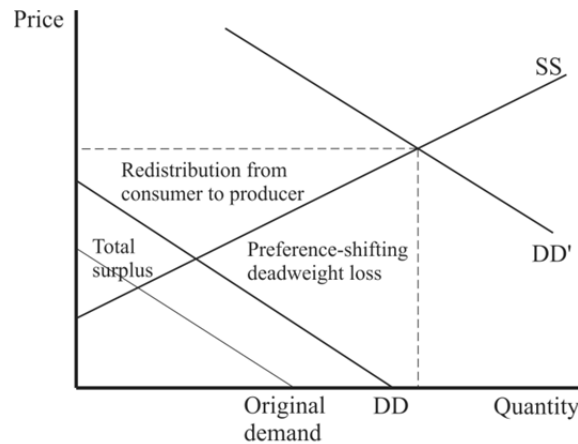 Price
SS
Redistribution from
consumer to producer
Total
surplus
Preference-shifting
deadweight loss
DD'
Original
demand
DD
Quantity